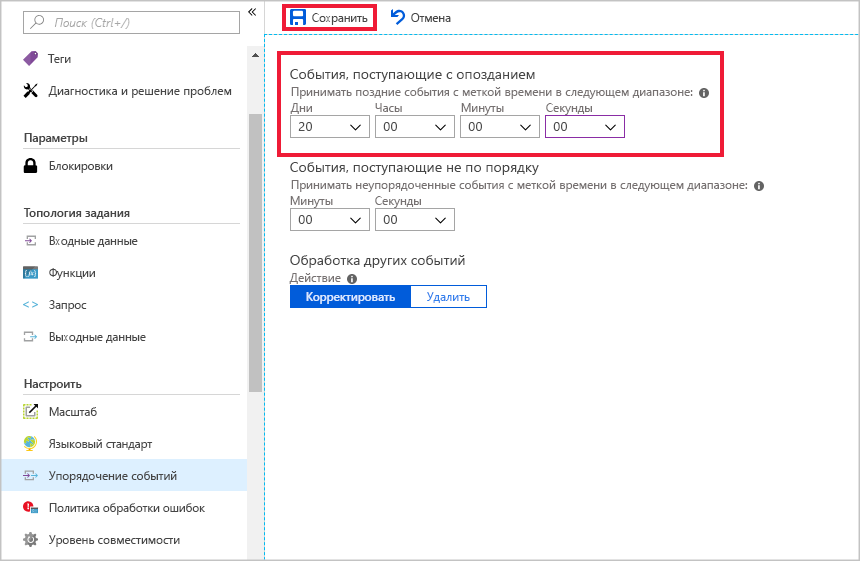 Поиск (Ctrl+/)
«
Теги
Диагностика и решение проблем
Параметры
Блокировки
Топология задания
Входные данные
Функции
Запрос
Выходные данные
Настроить
Масштаб
Языковый стандарт
Упорядочение событий
Политика обработки ошибок
Уровень совместимости
Сохранить Отмена
События, поступающие с опозданием
Принимать поздние события с меткой времени в следующем диапазоне:
Дни Часы Минуты Секунды
20 00 00 00
События, поступающие не по порядку
Принимать неупорядоченные события с меткой времени в следующем диапазоне:
Минуты Секунды
00 00
Обработка других событий
Действие
Корректировать Удалить